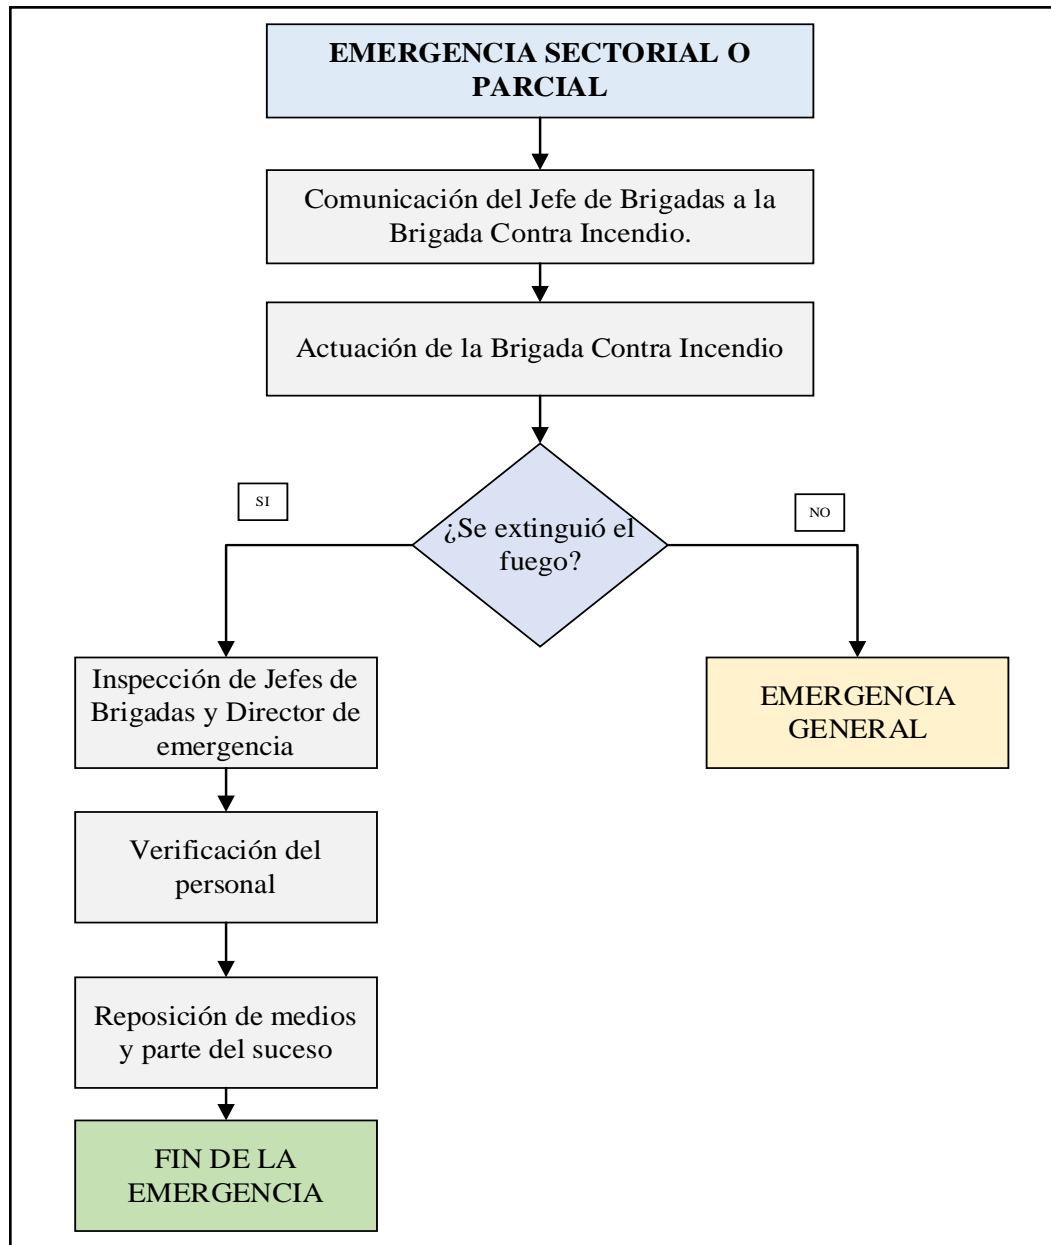 EMERGENCIA SECTORIAL O
PARCIAL
Comunicación del Jefe de Brigadas a la
Brigada Contra Incendio.
Actuación de la Brigada Contra Incendio
¿Se extinguió el
fuego?
SI
NO
Inspección de Jefes de
Brigadas y Director de
emergencia
EMERGENCIA
GENERAL
Verificación del
personal
Reposición de medios
y parte del suceso
FIN DE LA
EMERGENCIA